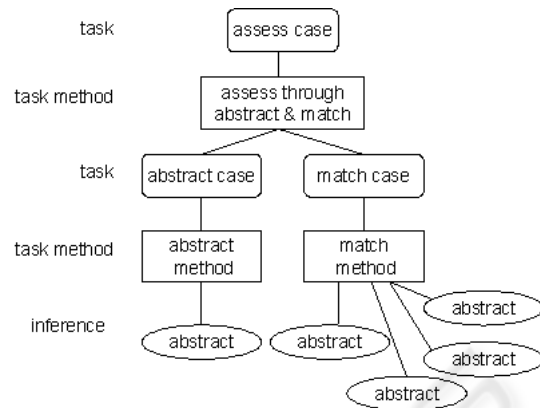 task
assess case
task method
assess through
abstract & match
task
abstract case
match case
task method
abstract
method
match
method
inference
abstract
abstract
abstract
abstract
abstract